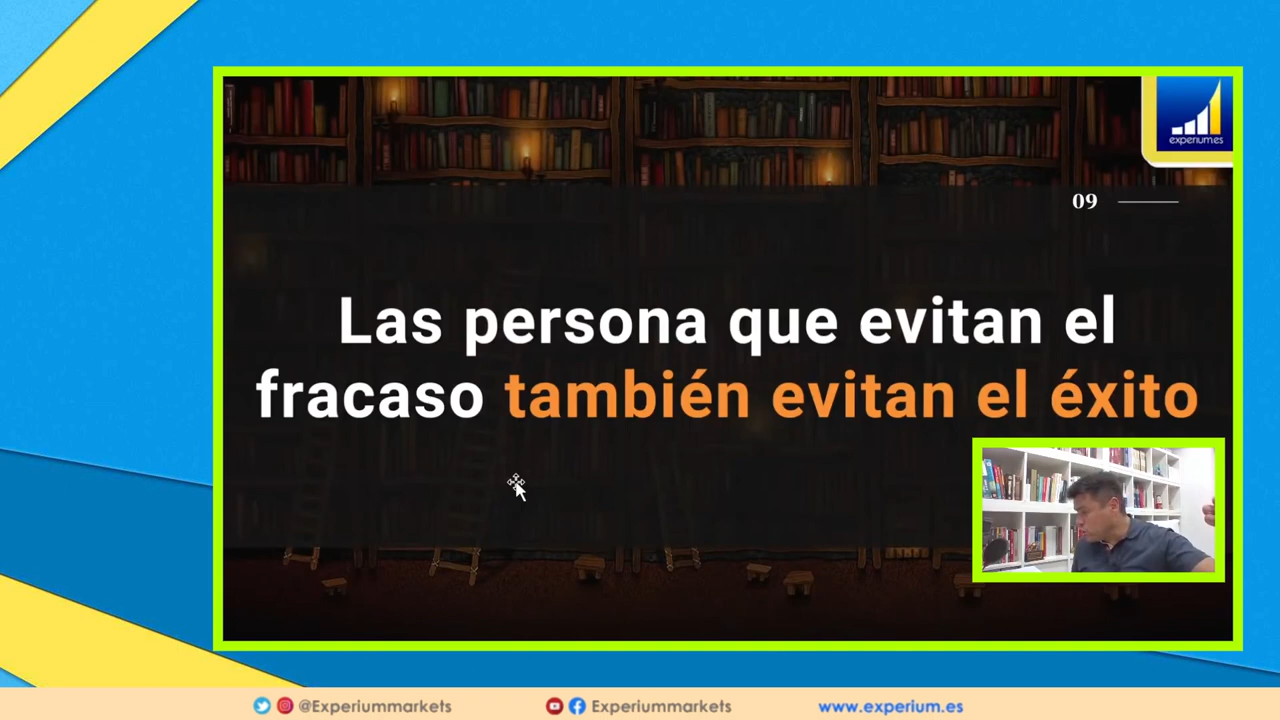 experiumes
09
Las persona que evitan el
fracaso también evitan el éxito
@Experiummarkets
Experiummarkets
www.experium.es